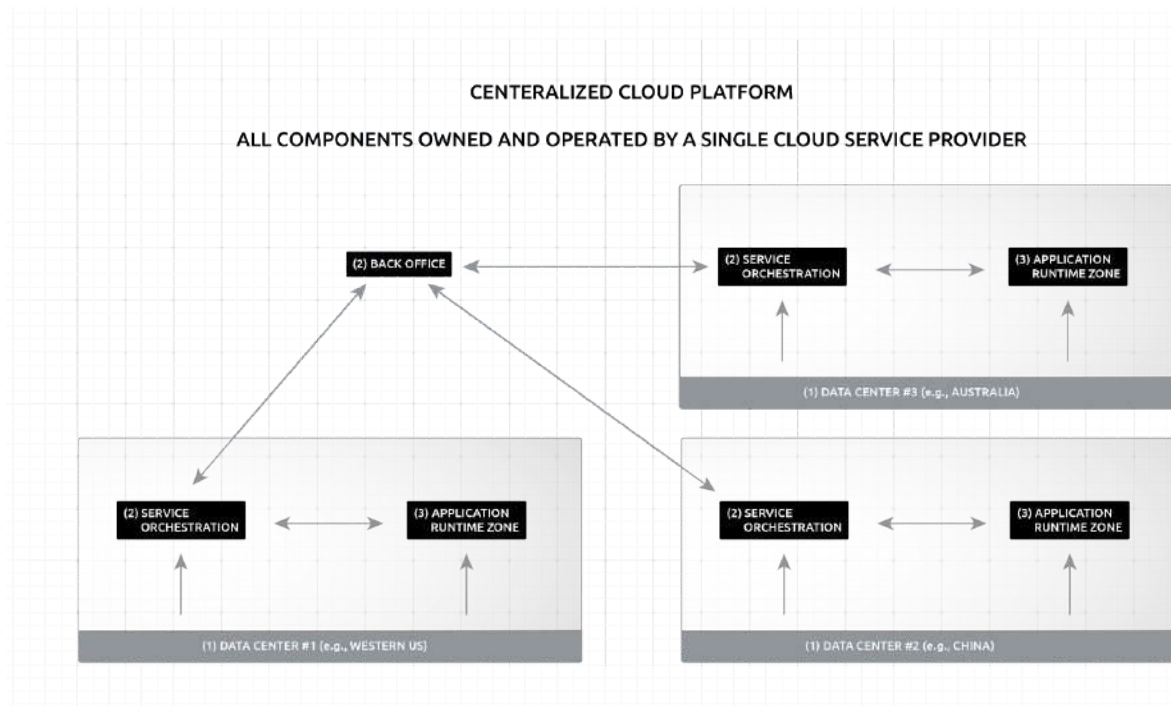 CENTERALIZED CLOUD PLATFORM
ALL COMPONENTS OWNED AND OPERATED BY A SINGLE CLOUD SERVICE PROVIDER
(2) BACK OFFICE
(2) SERVICE
ORCHESTRATION
(3) APPLICATION
RUNTIME ZONE
(1) DATA CENTER #3 (e.g., AUSTRALIA)
(2) SERVICE
ORCHESTRATION
(3) APPLICATION
RUNTIME ZONE
(1) DATA CENTER #1 (e.g., WESTERN US)
(2) SERVICE
ORCHESTRATION
(3) APPLICATION
RUNTIME ZONE
(1) DATA CENTER #2 (e.g., CHINA)